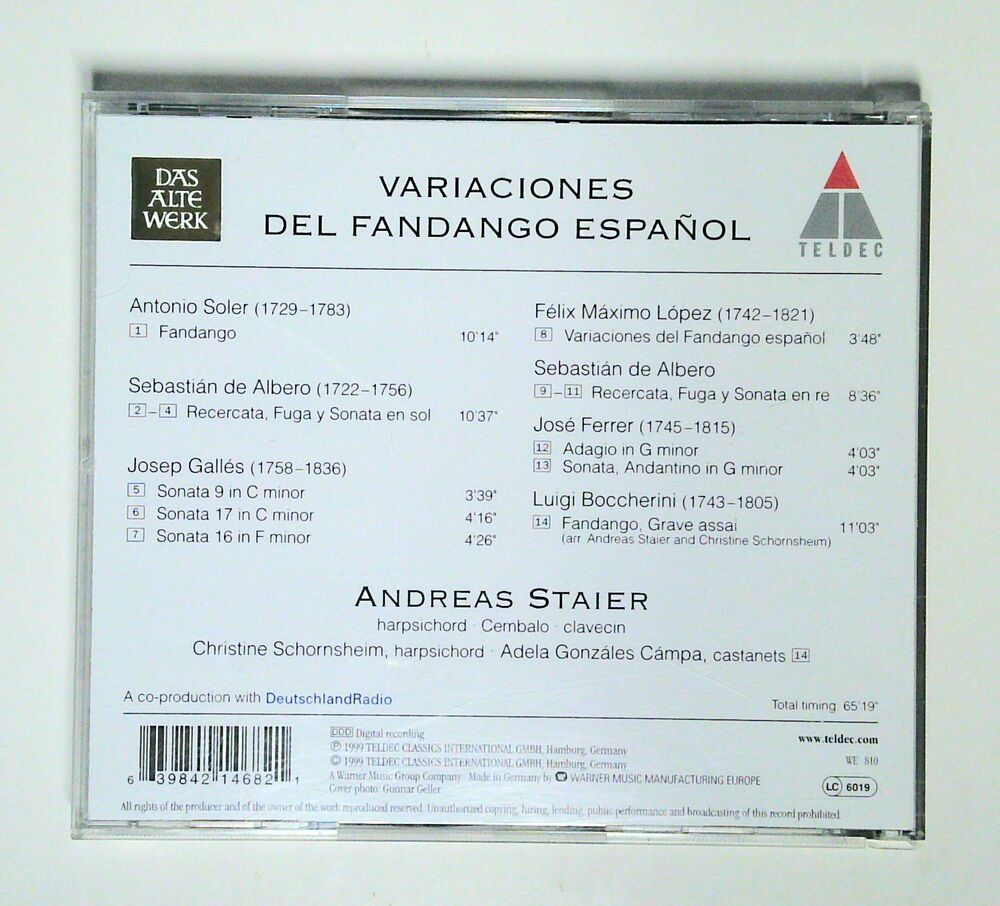 DAS
ALTE
WERK
VARIACIONES
DEL FANDANGO ESPAÑOL
TELDEC
Antonio Soler (1729–1783)
1 Fandango 10'14"
Sebastián de Albero (1722–1756)
2–4 Recercata, Fuga y Sonata en sol 10'37"
Josep Gallés (1758–1836)
5 Sonata 9 in C minor 3'39"
6 Sonata 17 in C minor 4'16"
7 Sonata 16 in F minor 4'26"
Félix Máximo López (1742–1821)
8 Variaciones del Fandango español 3'48"
Sebastián de Albero
9–11 Recercata, Fuga y Sonata en re 8'36"
José Ferrer (1745–1815)
12 Adagio in G minor 4'03"
13 Sonata, Andantino in G minor 4'03"
Luigi Boccherini (1743–1805)
14 Fandango, Grave assai 11'03"
(arr. Andreas Staier and Christine Schornsheim)
ANDREAS STAIER
harpsichord · Cembalo · clavecin
Christine Schornsheim, harpsichord · Adela Gonzáles Cámpa, castanets 14
A co-production with DeutschlandRadio
Total timing 65'19"
6 39842 14682 1
DDD Digital recording
℗ 1999 TELDEC CLASSICS INTERNATIONAL GMBH, Hamburg, Germany
© 1999 TELDEC CLASSICS INTERNATIONAL GMBH, Hamburg, Germany
A Warner Music Group Company · Made in Germany by WARNER MUSIC MANUFACTURING EUROPE
Cover photo: Gunnar Geller
www.teldec.com
WE 810
LC 6019
All rights of the producer and of the owner of the work reproduced reserved. Unauthorized copying, hiring, lending, public performance and broadcasting of this record prohibited.